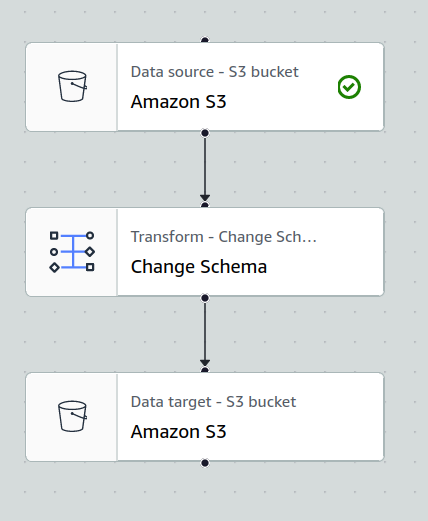 Data source - S3 bucket
Amazon S3
Transform - Change Sch...
Change Schema
Data target - S3 bucket
Amazon S3